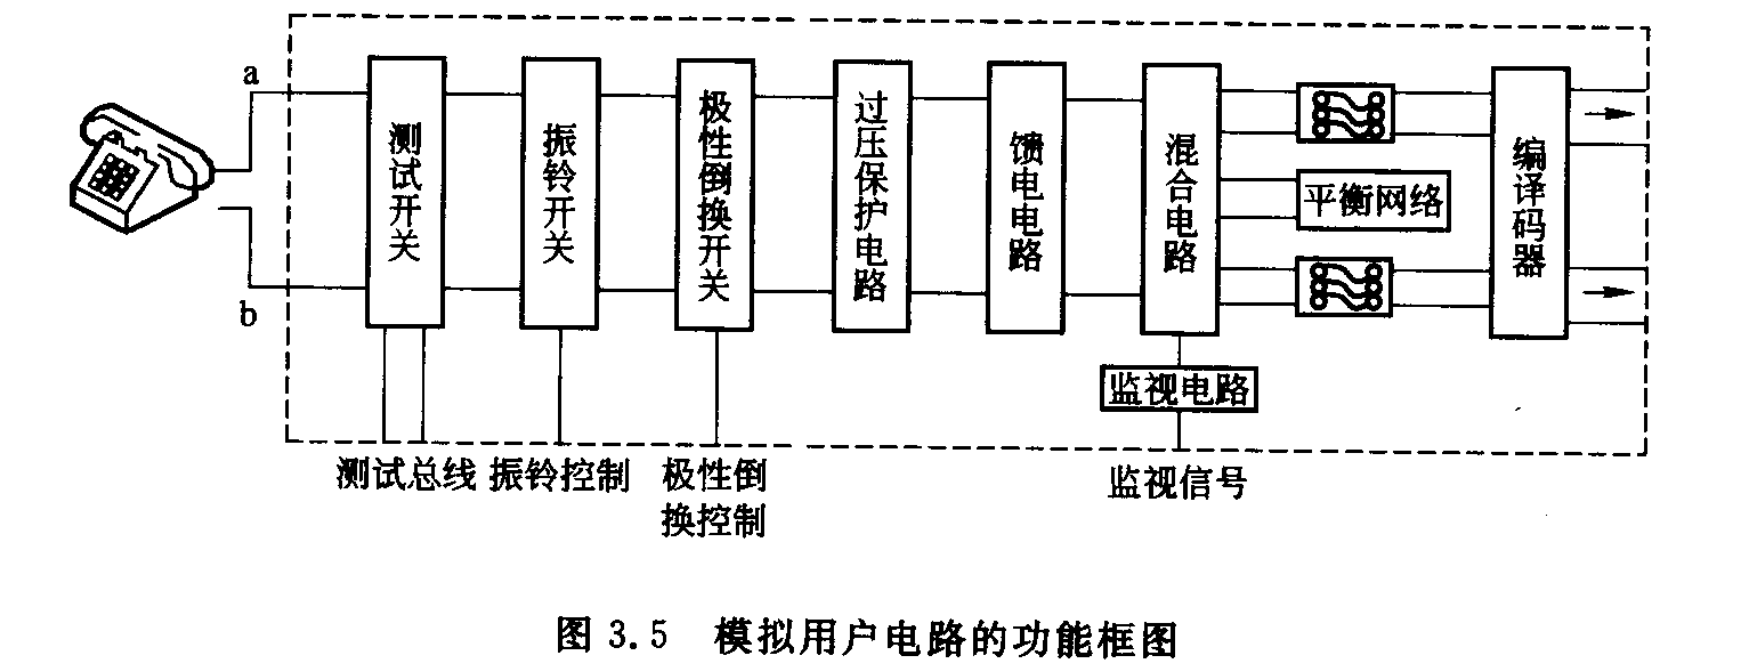 a
b
测试开关
振铃开关
极性倒换开关
过压保护电路
馈电电路
混合电路
平衡网络
编译码器
监视电路
测试总线
振铃控制
极性倒
换控制
监视信号
图 3.5 模拟用户电路的功能框图